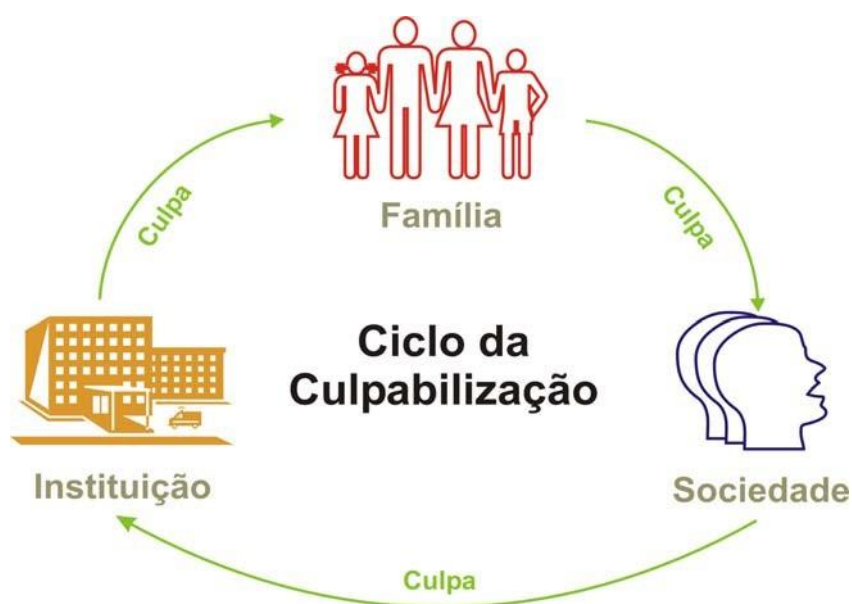 Família
Culpa
Culpa
Ciclo da
Culpabilização
Instituição
Sociedade
Culpa